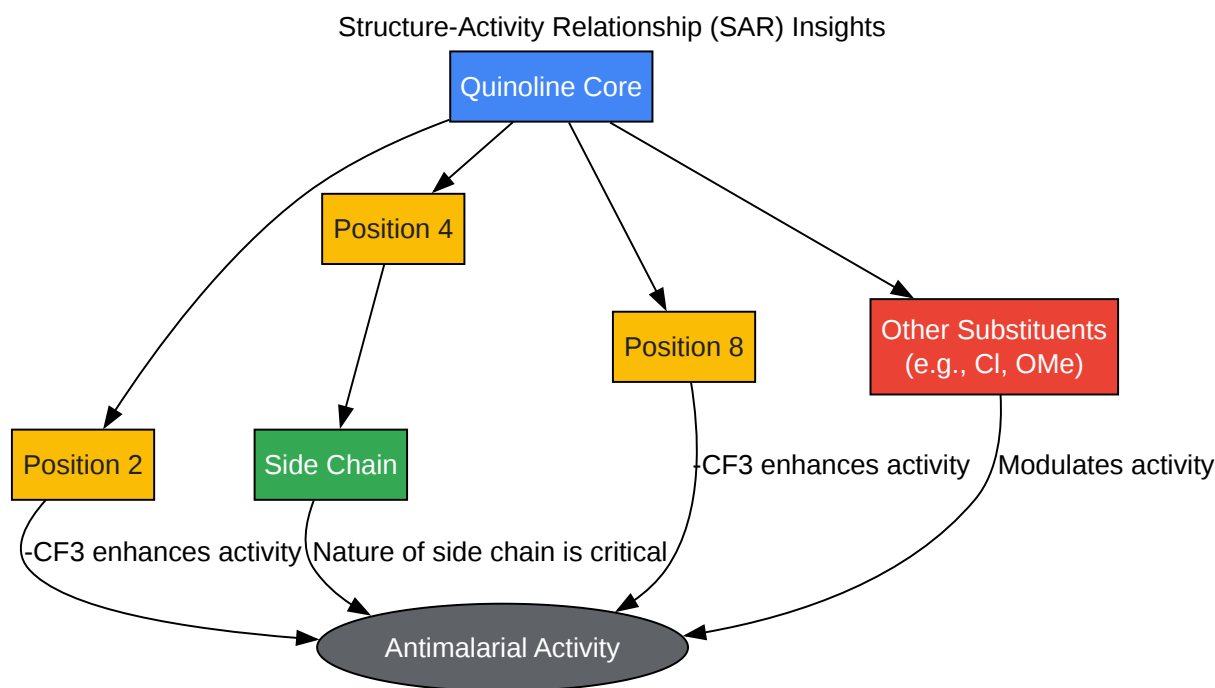 Structure-Activity Relationship (SAR) Insights
Quinoline Core
Position 4
Position 8
Other Substituents
(e.g., Cl, OMe)
Position 2
Side Chain
-CF3 enhances activity
Modulates activity
-CF3 enhances activity
Nature of side chain is critical
Antimalarial Activity